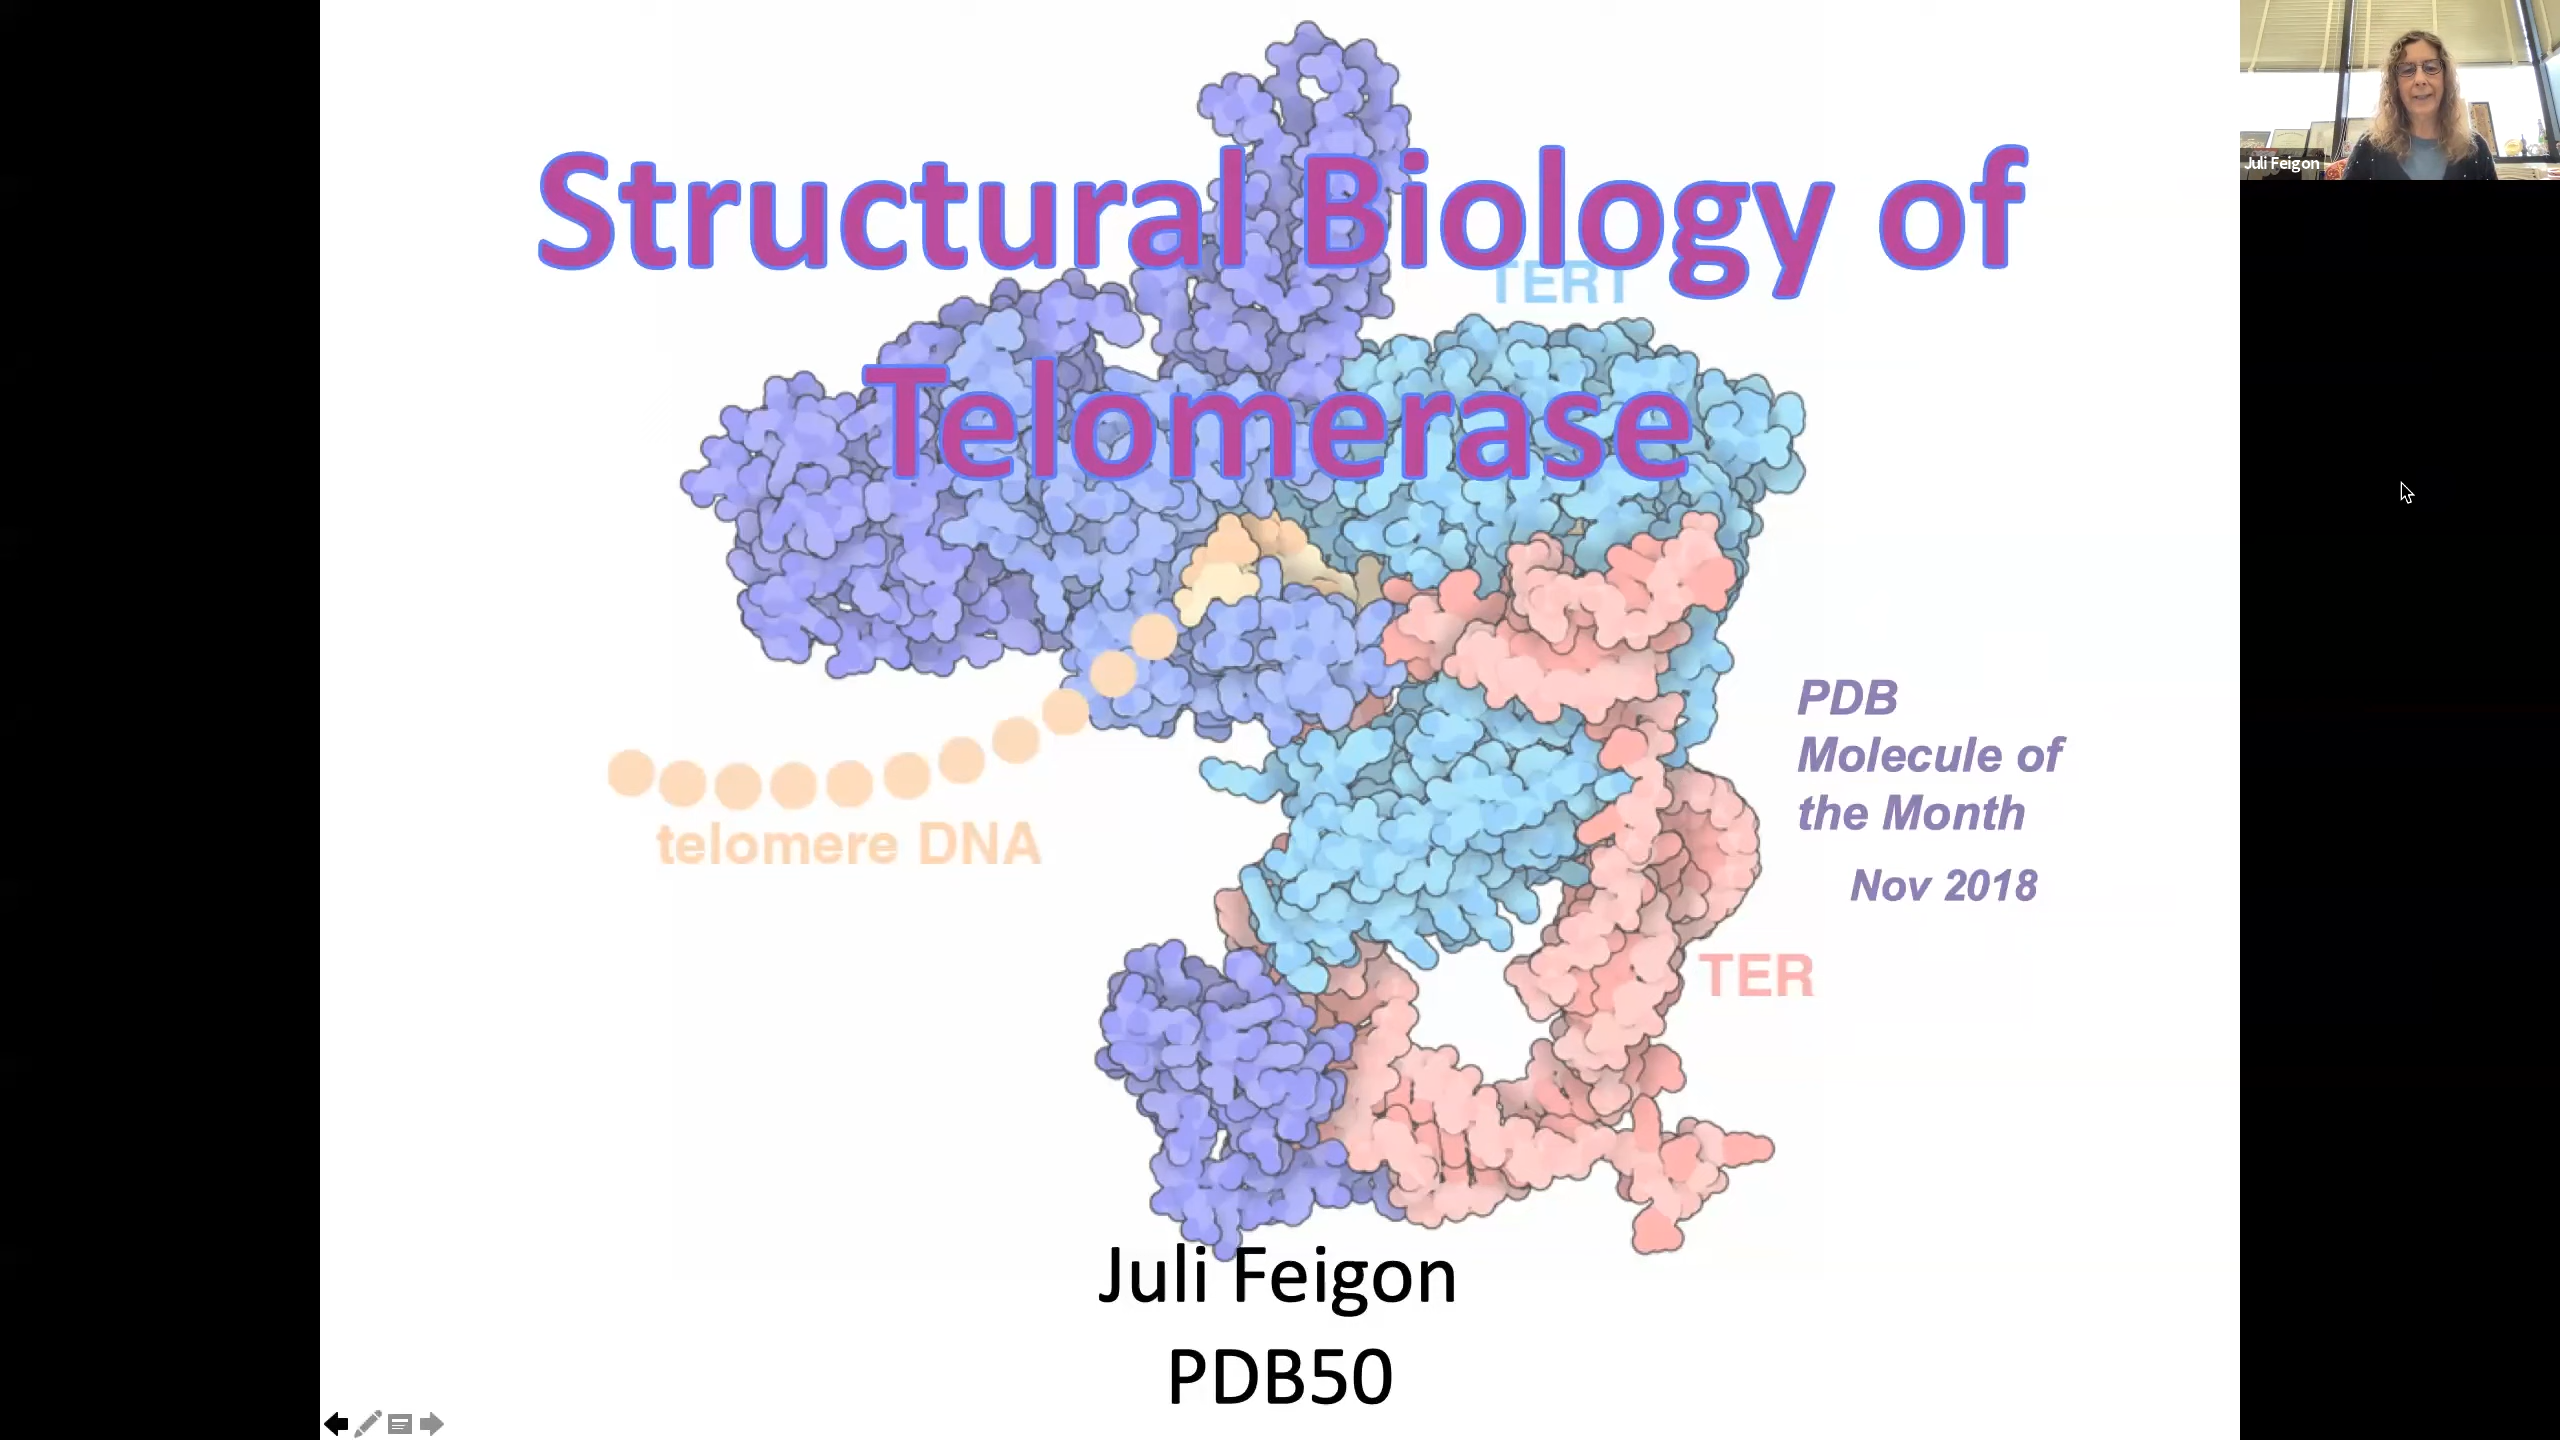 Structural Biology of
Telomerase
TERT
telomere DNA
PDB
Molecule of
the Month
Nov 2018
TER
Juli Feigon
PDB50
Juli Feigon